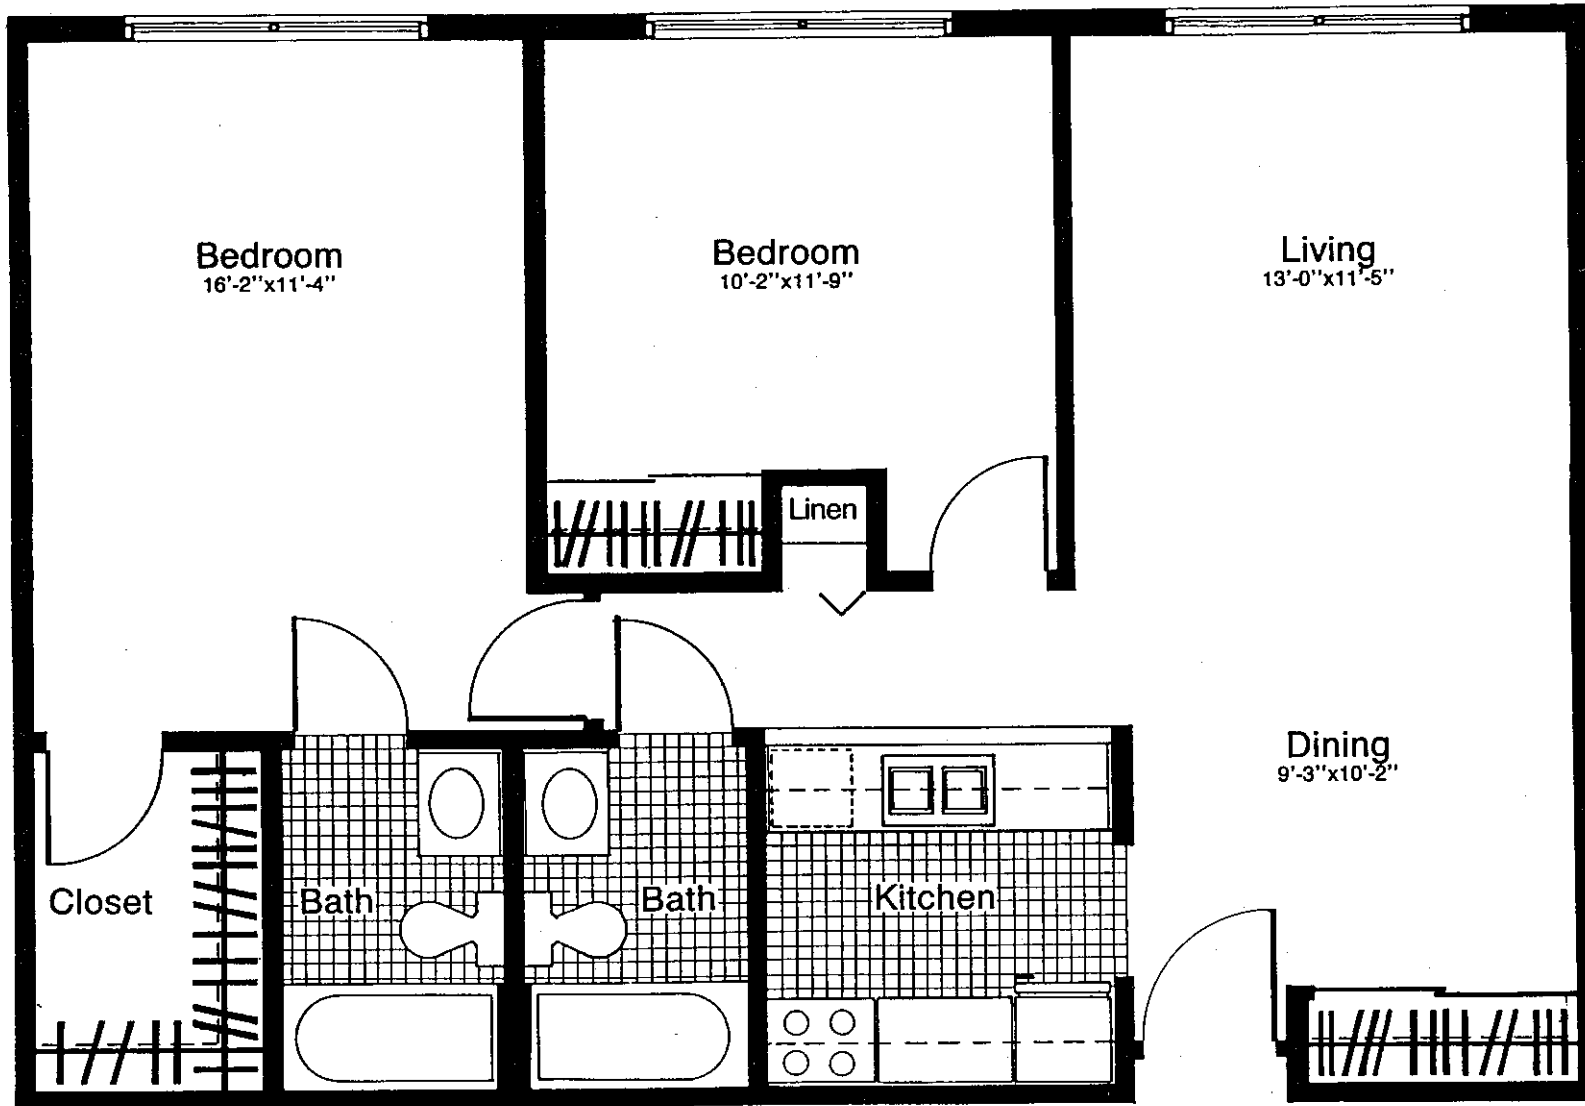 Bedroom
16'-2"x11'-4"
Bedroom
10'-2"x11'-9"
Living
13'-0"x11'-5"
Linen
Dining
9'-3"x10'-2"
Closet
Bath
Bath
Kitchen